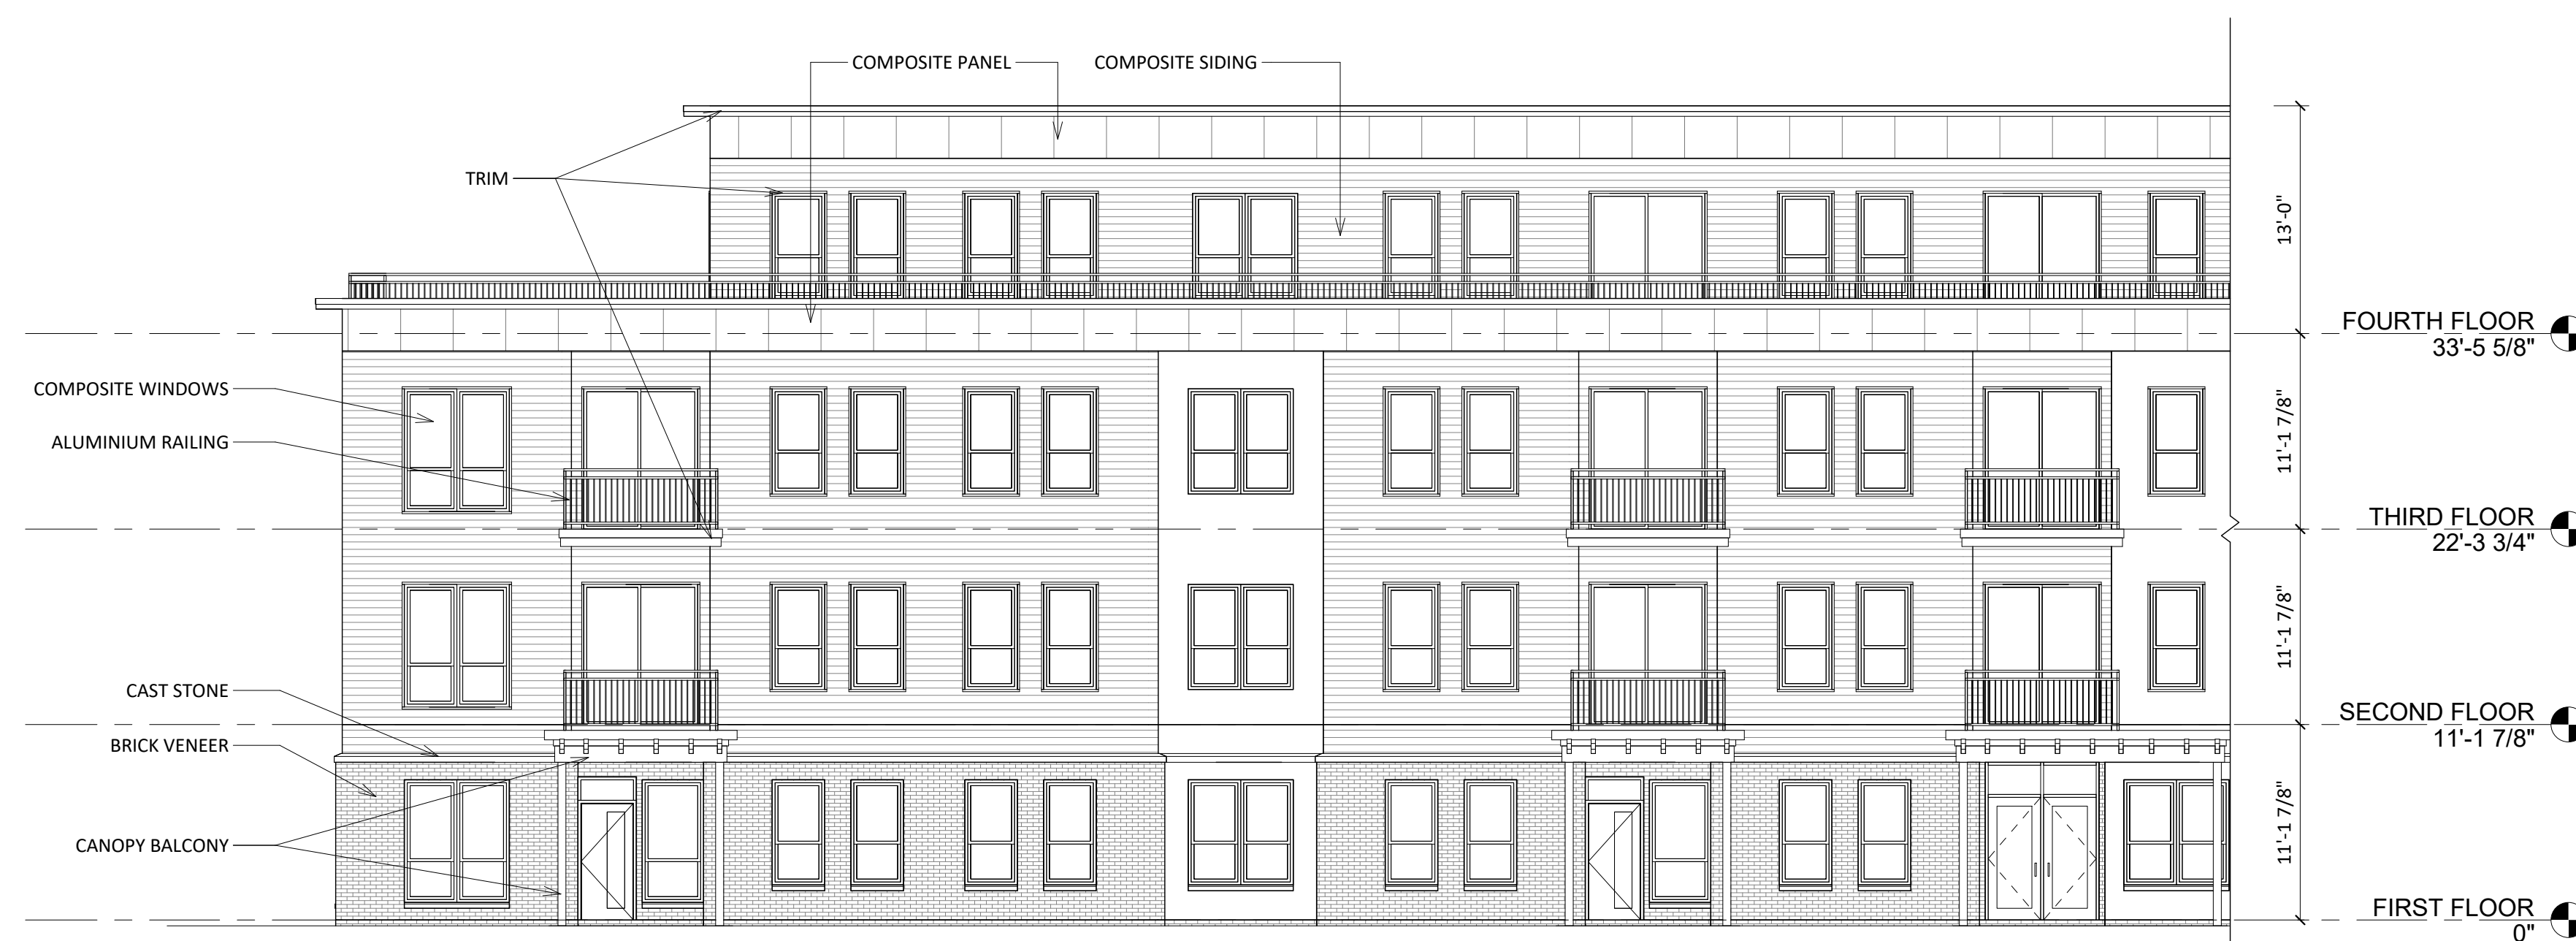 COMPOSITE PANEL
COMPOSITE SIDING
TRIM
13'-0"
FOURTH FLOOR
33'-5 5/8"
COMPOSITE WINDOWS
ALUMINIUM RAILING
11'-1 7/8"
THIRD FLOOR
22'-3 3/4"
11'-1 7/8"
CAST STONE
SECOND FLOOR
11'-1 7/8"
BRICK VENEER
CANOPY BALCONY
11'-1 7/8"
FIRST FLOOR
0"